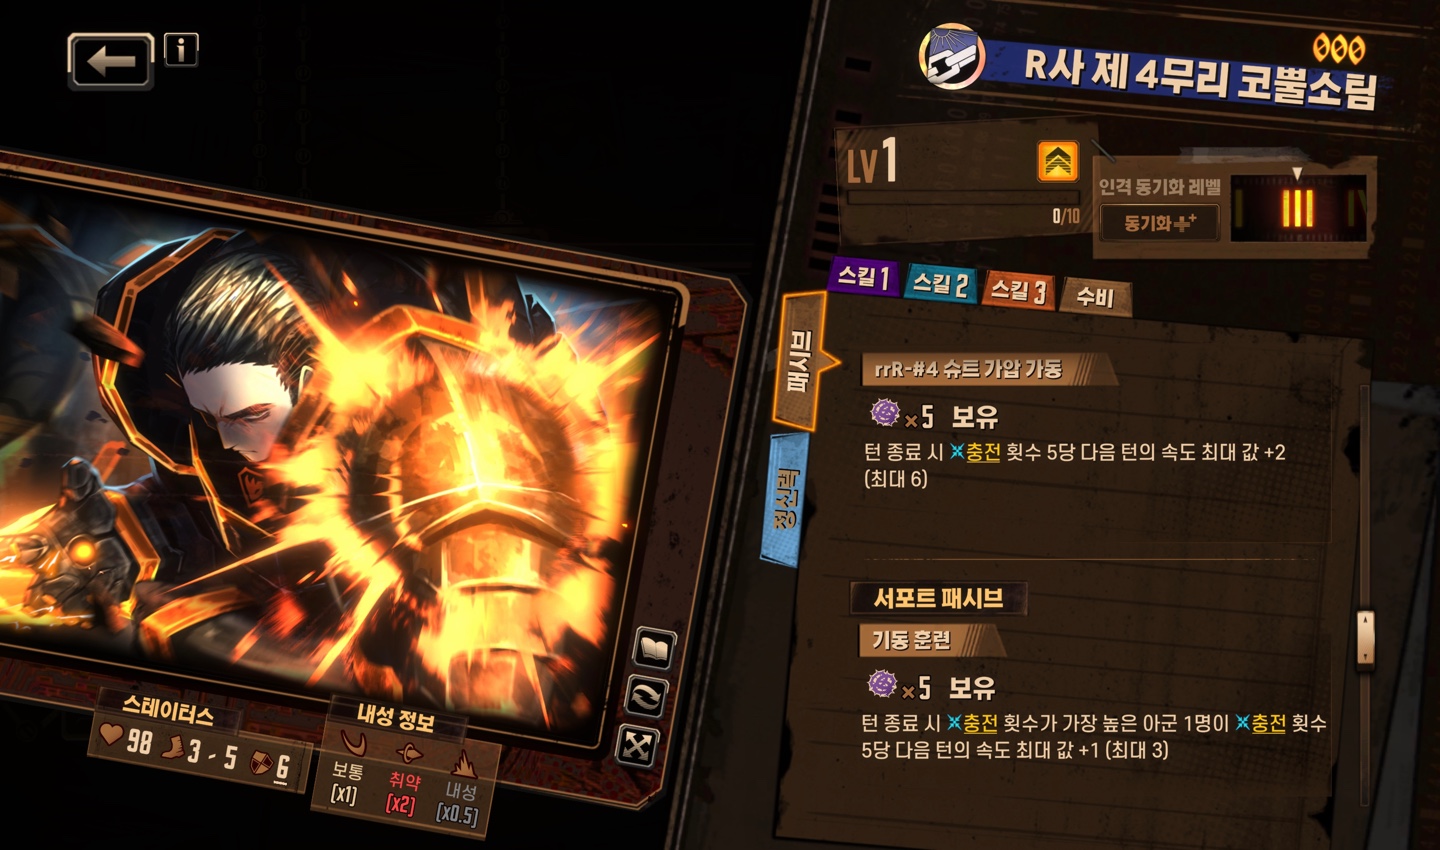 i
000
R사 제 4무리 코뿔소팀
LV 1
0/10
인격 동기화 레벨
동기화
III
스킬 1
스킬 2
스킬 3
수비
패시브
정신력
rrR-#4 슈트 가압 가동
×5 보유
턴 종료 시 충전 횟수 5당 다음 턴의 속도 최대 값 +2
(최대 6)
서포트 패시브
기동 훈련
×5 보유
턴 종료 시 충전 횟수가 가장 높은 아군 1명이 충전 횟수
5당 다음 턴의 속도 최대 값 +1 (최대 3)
스테이터스
98 3 - 5 6
내성 정보
보통 취약 내성
[x1] [x2] [x0.5]